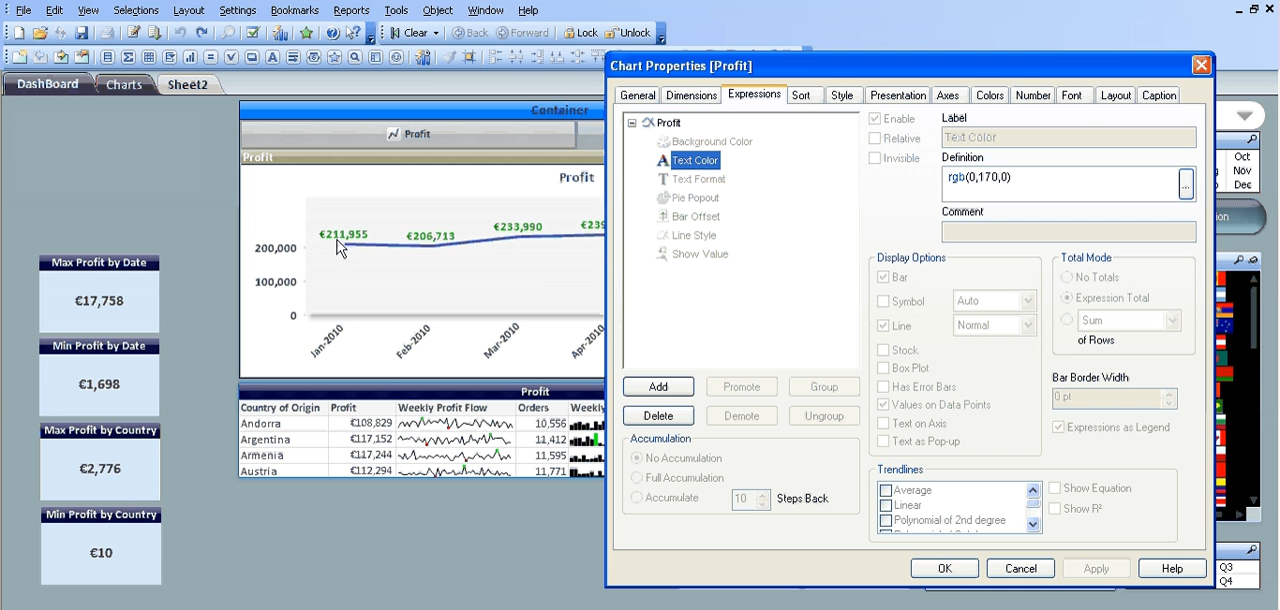 File Edit View Selections Layout Settings Bookmarks Reports Tools Object Window Help
Clear Back Forward Lock Unlock
DashBoard Charts Sheet2
Container
Profit
Profit
Profit
€211,955 €206,713 €233,990 €239
200,000
100,000
0
Jan-2010 Feb-2010 Mar-2010 Apr-2010
Max Profit by Date
€17,758
Min Profit by Date
€1,698
Max Profit by Country
€2,776
Min Profit by Country
€10
Profit
Country of Origin Profit Weekly Profit Flow Orders Weekly
Andorra €108,829 10,556
Argentina €117,152 11,412
Armenia €117,244 11,595
Austria €112,294 11,771
Chart Properties [Profit]
General Dimensions Expressions Sort Style Presentation Axes Colors Number Font Layout Caption
Profit
Background Color
Text Color
Text Format
Pie Popout
Bar Offset
Line Style
Show Value
Add Promote Group
Delete Demote Ungroup
Accumulation
No Accumulation
Full Accumulation
Accumulate 10 Steps Back
Enable
Relative
Invisible
Label
Text Color
Definition
rgb(0,170,0)
...
Comment
Display Options
Bar
Symbol Auto
Line Normal
Stock
Box Plot
Has Error Bars
Values on Data Points
Text on Axis
Text as Pop-up
Total Mode
No Totals
Expression Total
Sum
of Rows
Bar Border Width
0 pt
Expressions as Legend
Trendlines
Average
Linear
Polynomial of 2nd degree
Show Equation
Show R²
OK Cancel Apply Help
Oct
Nov
Dec
ion
Q3
Q4